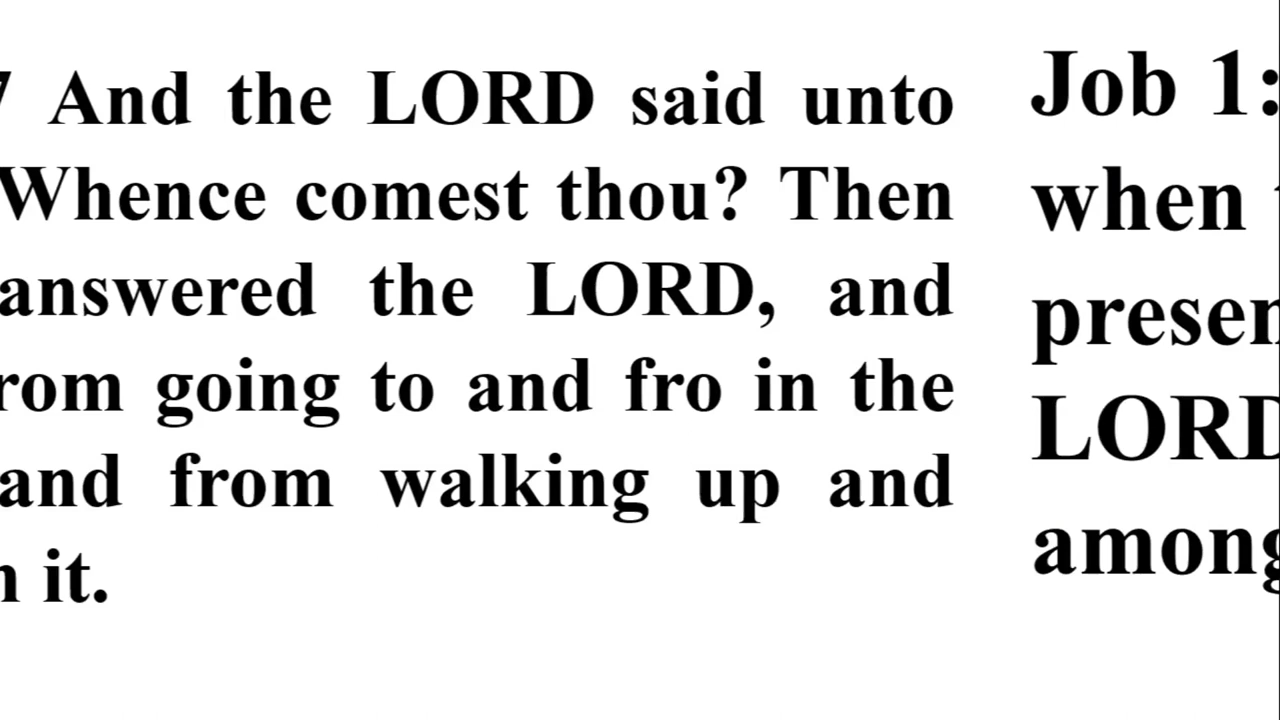 7 And the LORD said unto
Whence comest thou? Then
answered the LORD, and
rom going to and fro in the
and from walking up and
it.
Job 1:
when
presen
LORD
among